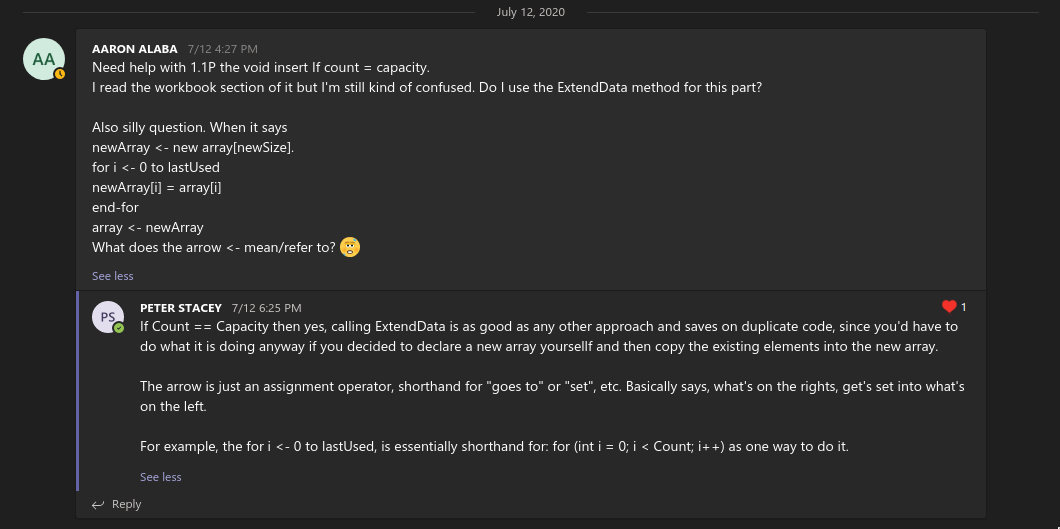 July 12, 2020
AA
AARON ALABA 7/12 4:27 PM
Need help with 1.1P the void insert If count = capacity.
I read the workbook section of it but I'm still kind of confused. Do I use the ExtendData method for this part?
Also silly question. When it says
newArray <- new array[newSize].
for i <- 0 to lastUsed
newArray[i] = array[i]
end-for
array <- newArray
What does the arrow <- mean/refer to? 😰
See less
PS
PETER STACEY 7/12 6:25 PM ❤️ 1
If Count == Capacity then yes, calling ExtendData is as good as any other approach and saves on duplicate code, since you'd have to
do what it is doing anyway if you decided to declare a new array yoursellf and then copy the existing elements into the new array.
The arrow is just an assignment operator, shorthand for "goes to" or "set", etc. Basically says, what's on the rights, get's set into what's
on the left.
For example, the for i <- 0 to lastUsed, is essentially shorthand for: for (int i = 0; i < Count; i++) as one way to do it.
See less
Reply